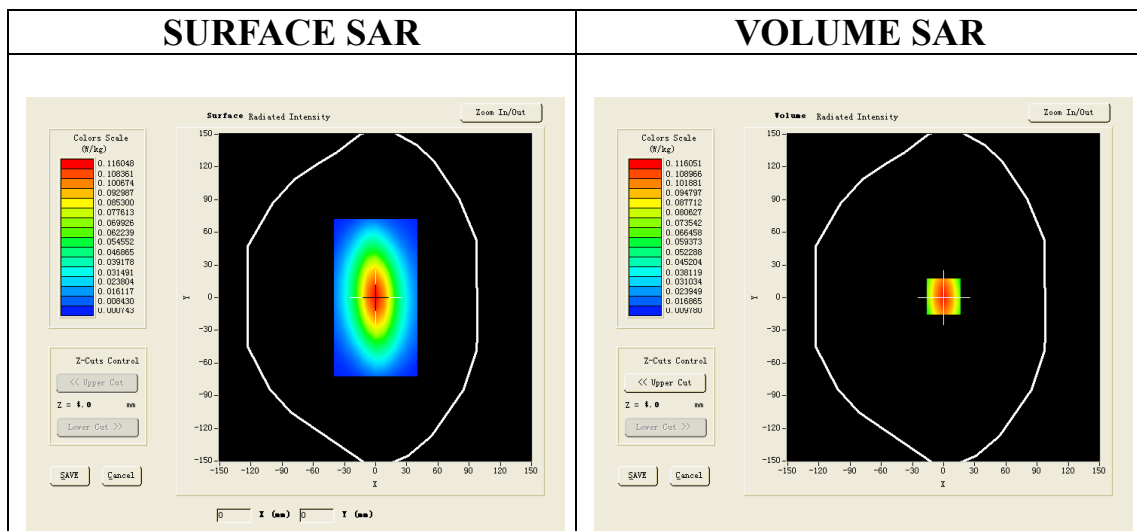 SURFACE SAR
VOLUME SAR
Surface Radiated Intensity
Zoom In/Out
Colors Scale
(W/kg)
0.116048
0.108361
0.100674
0.092987
0.085300
0.077613
0.069926
0.062239
0.054552
0.046865
0.039178
0.031491
0.023804
0.016117
0.008430
0.000743
Z-Cuts Control
<< Upper Cut
Z = 4.0 mm
Lower Cut >>
SAVE
Cancel
150
120
90
60
30
0
-30
-60
-90
-120
-150
Y
-150 -120 -90 -60 -30 0 30 60 90 120 150
X
0 X (mm) 0 Y (mm)
Volume Radiated Intensity
Zoom In/Out
Colors Scale
(W/kg)
0.116051
0.108966
0.101881
0.094797
0.087712
0.080627
0.073542
0.066458
0.059373
0.052288
0.045204
0.038119
0.031034
0.023949
0.016865
0.009780
Z-Cuts Control
<< Upper Cut
Z = 4.0 mm
Lower Cut >>
SAVE
Cancel
150
120
90
60
30
0
-30
-60
-90
-120
-150
Y
-150 -120 -90 -60 -30 0 30 60 90 120 150
X